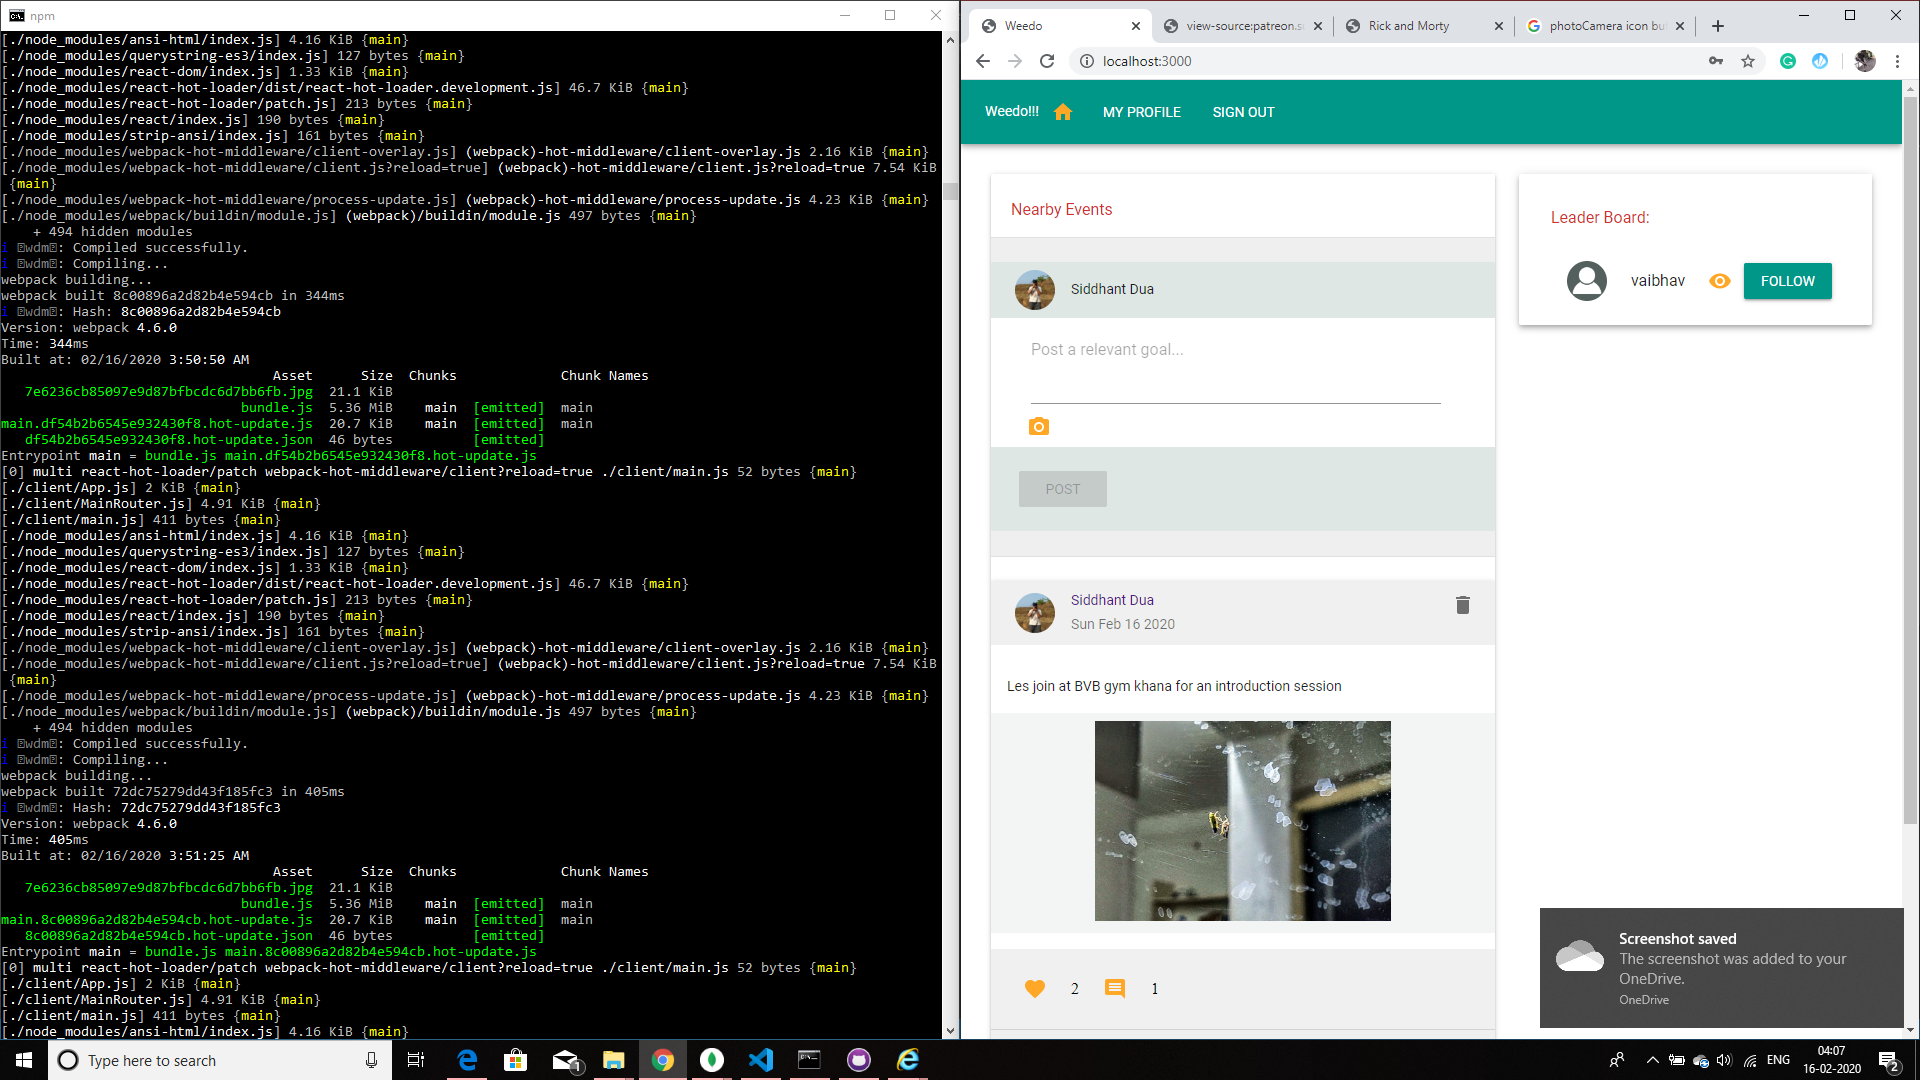 npm
[./node_modules/ansi-html/index.js] 4.16 KiB {main}
[./node_modules/querystring-es3/index.js] 127 bytes {main}
[./node_modules/react-dom/index.js] 1.33 KiB {main}
[./node_modules/react-hot-loader/dist/react-hot-loader.development.js] 46.7 KiB {main}
[./node_modules/react-hot-loader/patch.js] 213 bytes {main}
[./node_modules/react/index.js] 190 bytes {main}
[./node_modules/strip-ansi/index.js] 161 bytes {main}
[./node_modules/webpack-hot-middleware/client-overlay.js] (webpack)-hot-middleware/client-overlay.js 2.16 KiB {main}
[./node_modules/webpack-hot-middleware/client.js?reload=true] (webpack)-hot-middleware/client.js?reload=true 7.54 KiB
{main}
[./node_modules/webpack-hot-middleware/process-update.js] (webpack)-hot-middleware/process-update.js 4.23 KiB {main}
[./node_modules/webpack/buildin/module.js] (webpack)/buildin/module.js 497 bytes {main}
+ 494 hidden modules
i wdm: Compiled successfully.
i wdm: Compiling...
webpack building...
webpack built 8c00896a2d82b4e594cb in 344ms
i wdm: Hash: 8c00896a2d82b4e594cb
Version: webpack 4.6.0
Time: 344ms
Built at: 02/16/2020 3:50:50 AM
Asset Size Chunks Chunk Names
7e6236cb85097e9d87bfbcdc6d7bb6fb.jpg 21.1 KiB
bundle.js 5.36 MiB main [emitted] main
main.df54b2b6545e932430f8.hot-update.js 20.7 KiB main [emitted] main
df54b2b6545e932430f8.hot-update.json 46 bytes [emitted]
Entrypoint main = bundle.js main.df54b2b6545e932430f8.hot-update.js
[0] multi react-hot-loader/patch webpack-hot-middleware/client?reload=true ./client/main.js 52 bytes {main}
[./client/App.js] 2 KiB {main}
[./client/MainRouter.js] 4.91 KiB {main}
[./client/main.js] 411 bytes {main}
[./node_modules/ansi-html/index.js] 4.16 KiB {main}
[./node_modules/querystring-es3/index.js] 127 bytes {main}
[./node_modules/react-dom/index.js] 1.33 KiB {main}
[./node_modules/react-hot-loader/dist/react-hot-loader.development.js] 46.7 KiB {main}
[./node_modules/react-hot-loader/patch.js] 213 bytes {main}
[./node_modules/react/index.js] 190 bytes {main}
[./node_modules/strip-ansi/index.js] 161 bytes {main}
[./node_modules/webpack-hot-middleware/client-overlay.js] (webpack)-hot-middleware/client-overlay.js 2.16 KiB {main}
[./node_modules/webpack-hot-middleware/client.js?reload=true] (webpack)-hot-middleware/client.js?reload=true 7.54 KiB
{main}
[./node_modules/webpack-hot-middleware/process-update.js] (webpack)-hot-middleware/process-update.js 4.23 KiB {main}
[./node_modules/webpack/buildin/module.js] (webpack)/buildin/module.js 497 bytes {main}
+ 494 hidden modules
i wdm: Compiled successfully.
i wdm: Compiling...
webpack building...
webpack built 72dc75279dd43f185fc3 in 405ms
i wdm: Hash: 72dc75279dd43f185fc3
Version: webpack 4.6.0
Time: 405ms
Built at: 02/16/2020 3:51:25 AM
Asset Size Chunks Chunk Names
7e6236cb85097e9d87bfbcdc6d7bb6fb.jpg 21.1 KiB
bundle.js 5.36 MiB main [emitted] main
main.8c00896a2d82b4e594cb.hot-update.js 20.7 KiB main [emitted] main
8c00896a2d82b4e594cb.hot-update.json 46 bytes [emitted]
Entrypoint main = bundle.js main.8c00896a2d82b4e594cb.hot-update.js
[0] multi react-hot-loader/patch webpack-hot-middleware/client?reload=true ./client/main.js 52 bytes {main}
[./client/App.js] 2 KiB {main}
[./client/MainRouter.js] 4.91 KiB {main}
[./client/main.js] 411 bytes {main}
[./node_modules/ansi-html/index.js] 4.16 KiB {main}
Weedo view-source:patreon.s Rick and Morty photoCamera icon bu
localhost:3000
Weedo!!! MY PROFILE SIGN OUT
Nearby Events
Siddhant Dua
Post a relevant goal...
POST
Siddhant Dua
Sun Feb 16 2020
Les join at BVB gym khana for an introduction session
2 1
Leader Board:
vaibhav FOLLOW
Screenshot saved
The screenshot was added to your
OneDrive.
OneDrive
Type here to search
1
ENG
04:07
16-02-2020
2